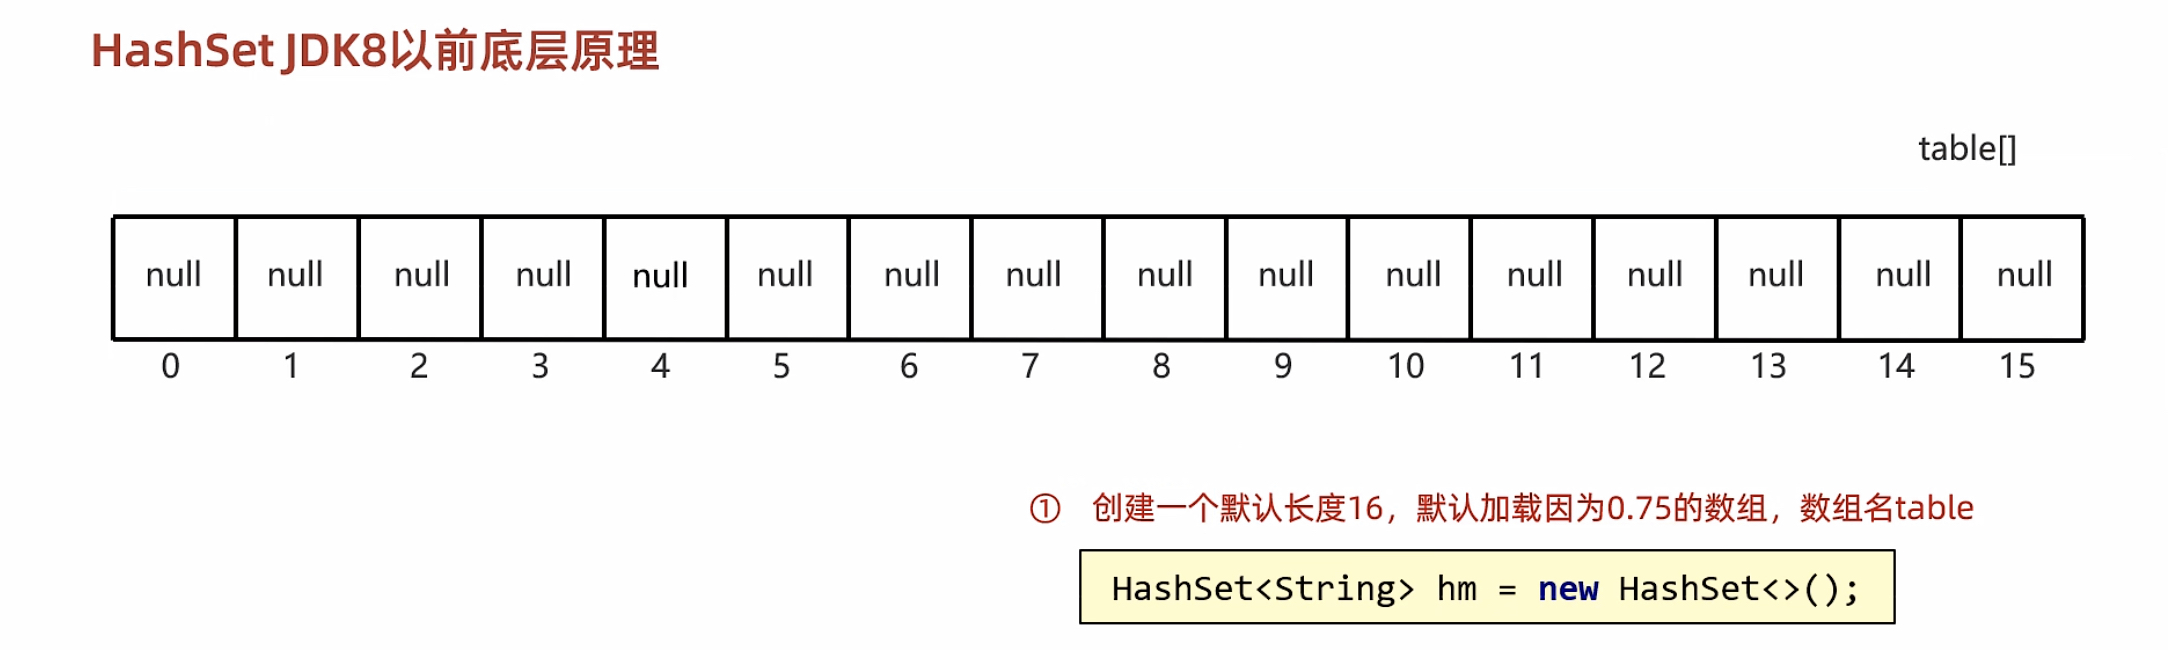 HashSet JDK8以前底层原理
table[]
null null null null null null null null null null null null null null null null
0 1 2 3 4 5 6 7 8 9 10 11 12 13 14 15
① 创建一个默认长度16，默认加载因为0.75的数组，数组名table
HashSet<String> hm = new HashSet<>();